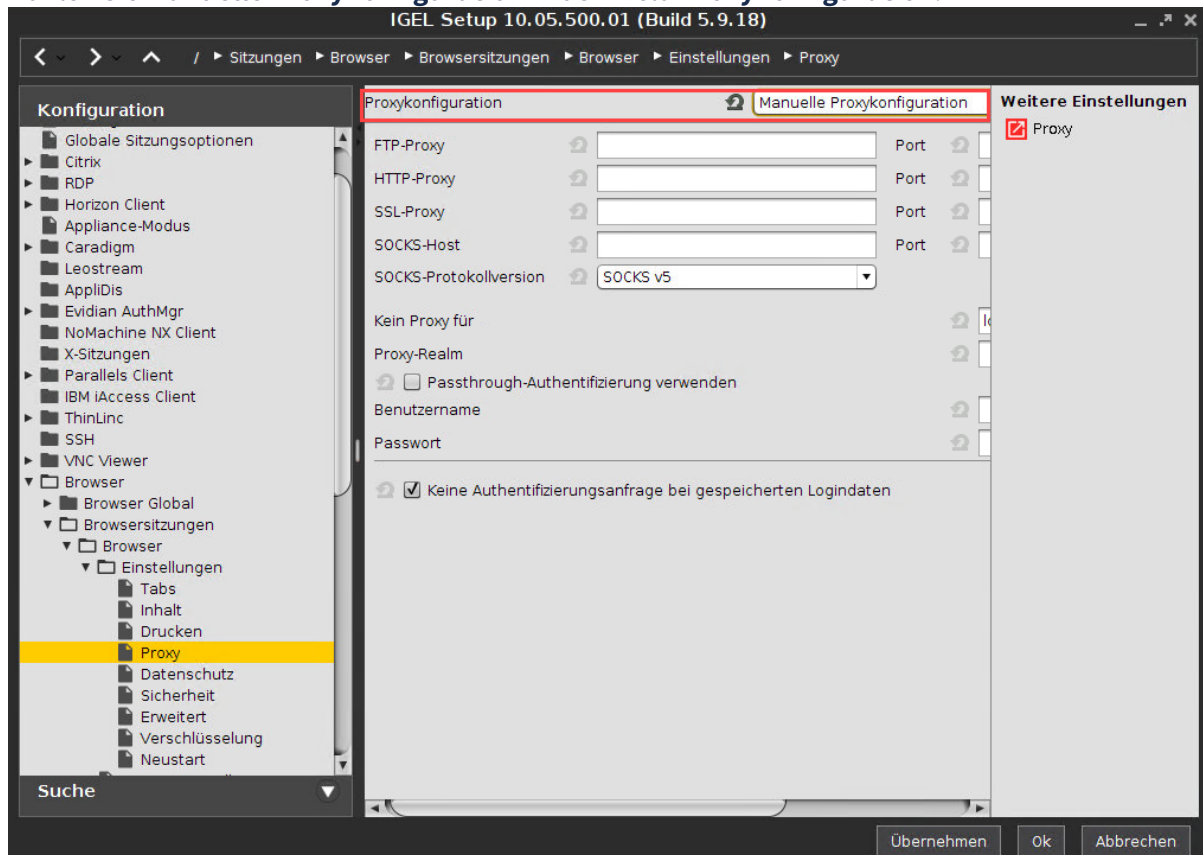 IGEL Setup 10.05.500.01 (Build 5.9.18)
/ ▸ Sitzungen ▸ Browser ▸ Browsersitzungen ▸ Browser ▸ Einstellungen ▸ Proxy
Konfiguration
Globale Sitzungsoptionen
Citrix
RDP
Horizon Client
Appliance-Modus
Caradigm
Leostream
AppliDis
Evidian AuthMgr
NoMachine NX Client
X-Sitzungen
Parallels Client
IBM iAccess Client
ThinLinc
SSH
VNC Viewer
Browser
Browser Global
Browsersitzungen
Browser
Einstellungen
Tabs
Inhalt
Drucken
Proxy
Datenschutz
Sicherheit
Erweitert
Verschlüsselung
Neustart
Suche
Proxykonfiguration Manuelle Proxykonfiguration
FTP-Proxy Port
HTTP-Proxy Port
SSL-Proxy Port
SOCKS-Host Port
SOCKS-Protokollversion SOCKS v5
Kein Proxy für
Proxy-Realm
Passthrough-Authentifizierung verwenden
Benutzername
Passwort
Keine Authentifizierungsanfrage bei gespeicherten Logindaten
Weitere Einstellungen
Proxy
Übernehmen Ok Abbrechen